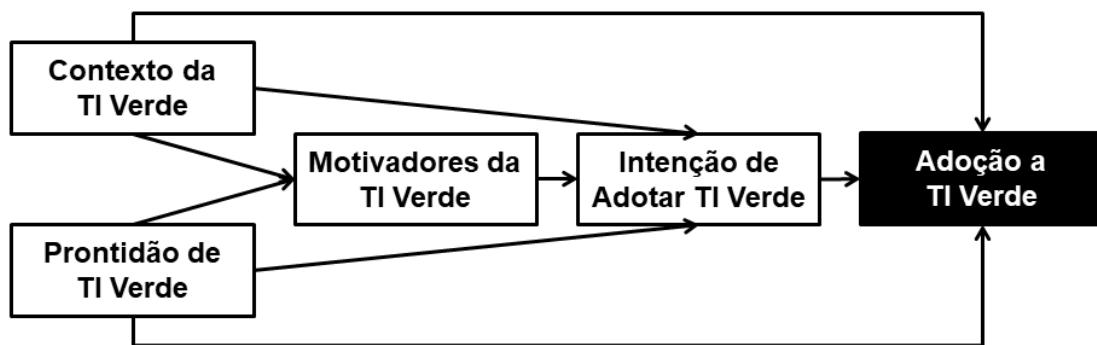 Contexto da
TI Verde
Motivadores da
TI Verde
Intenção de
Adotar TI Verde
Adoção a
TI Verde
Prontidão de
TI Verde